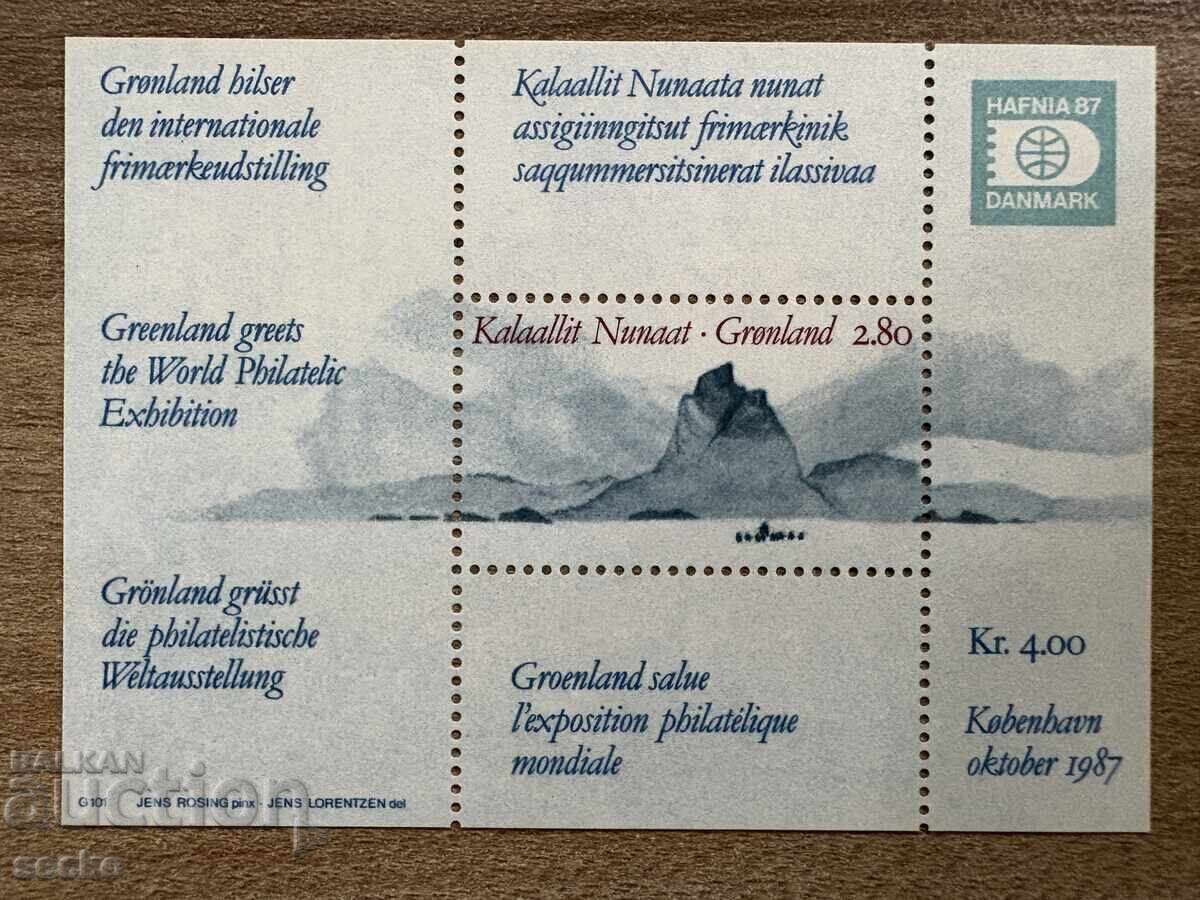 Grønland hilser
den internationale
frimærkeudstilling
Kalaallit Nunaata nunat
assigiinngitsut frimærkinik
saqqummersitsinerat ilassivaa
HAFNIA 87
DANMARK
Greenland greets
the World Philatelic
Exhibition
Kalaallit Nunaat · Grønland 2.80
Grönland grüsst
die philatelistische
Weltausstellung
Groenland salue
l'exposition philatélique
mondiale
Kr. 4.00
København
oktober 1987
G101 JENS ROSING pinx · JENS LORENTZEN del
BALKAN
auction
secko